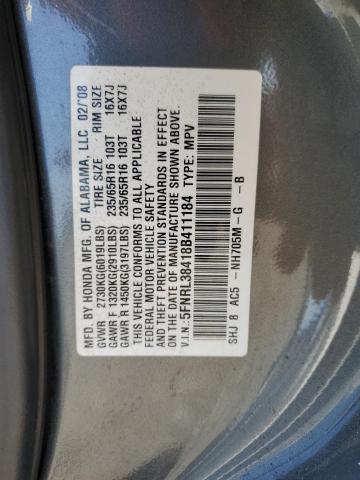 MFG. BY HONDA MFG. OF ALABAMA, LLC. 02/'08
GVWR 2730KG(6019LBS) TIRE SIZE RIM SIZE
GAWR F 1320KG(2910LBS) 235/65R16 103T 16X7J
GAWR R 1450KG(3197LBS) 235/65R16 103T 16X7J
THIS VEHICLE CONFORMS TO ALL APPLICABLE
FEDERAL MOTOR VEHICLE SAFETY
AND THEFT PREVENTION STANDARDS IN EFFECT
ON THE DATE OF MANUFACTURE SHOWN ABOVE.
V.I.N.:5FNRL38418B411184 TYPE: MPV
SHJ 8 AC5 - NH705M - G - B